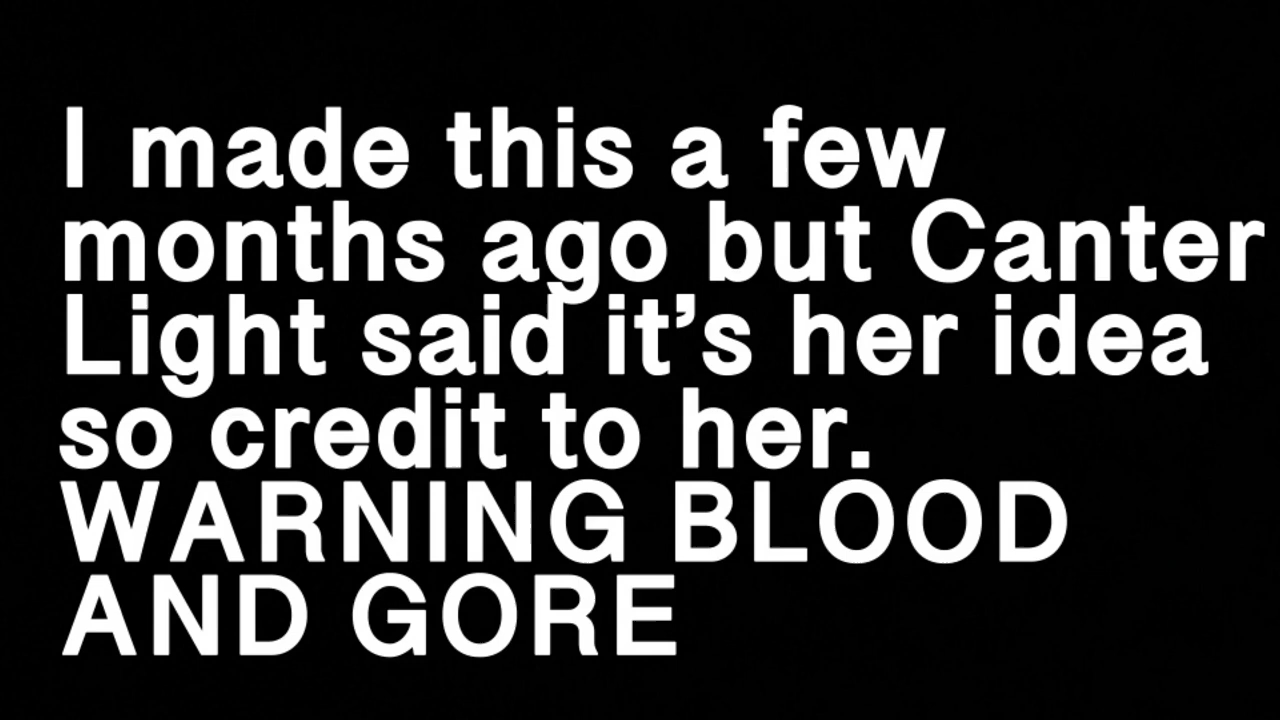 I made this a few
months ago but Canter
Light said it’s her idea
so credit to her.
WARNING BLOOD
AND GORE